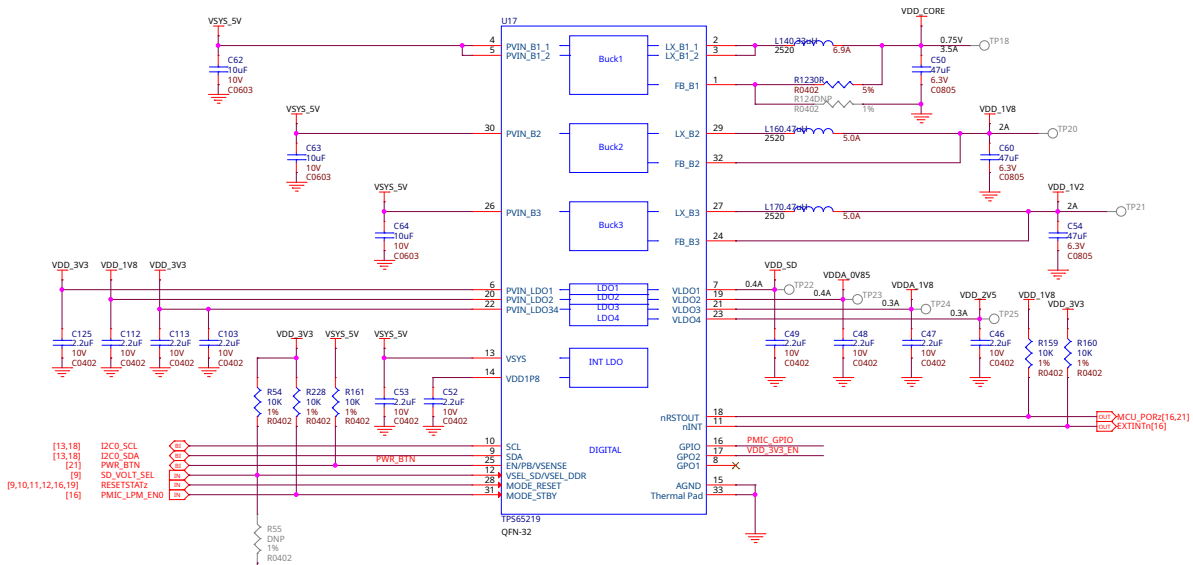 U17
VSYS_5V
4 PVIN_B1_1
5 PVIN_B1_2
C62
10uF
10V
C0603
Buck1
LX_B1_1 2
LX_B1_2 3
FB_B1 1
2520
6.9A
VDD_CORE
0.75V
3.5A
TP18
C50
47uF
6.3V
C0805
R1230R
R0402
5%
R124DNP
R0402
1%
VSYS_5V
30 PVIN_B2
C63
10uF
10V
C0603
Buck2
LX_B2 29
FB_B2 32
L160.47uH
2520
5.0A
VDD_1V8
2A
TP20
C60
47uF
6.3V
C0805
VSYS_5V
26 PVIN_B3
C64
10uF
10V
C0603
Buck3
LX_B3 27
FB_B3 24
L170.47uH
2520
5.0A
VDD_1V2
2A
TP21
C54
47uF
6.3V
C0805
VDD_3V3
VDD_1V8
VDD_3V3
6 PVIN_LDO1
20 PVIN_LDO2
22 PVIN_LDO34
LDO1
LDO2
LDO3
LDO4
VLDO1 7
VLDO2 19
VLDO3 21
VLDO4 23
0.4A
VDD_SD
TP22
0.4A
VDDA_0V85
TP23
0.3A
VDDA_1V8
TP24
0.3A
VDD_2V5
TP25
VDD_1V8
VDD_3V3
C125
2.2uF
10V
C0402
C112
2.2uF
10V
C0402
C113
2.2uF
10V
C0402
C103
2.2uF
10V
C0402
C49
2.2uF
10V
C0402
C48
2.2uF
10V
C0402
C47
2.2uF
10V
C0402
C46
2.2uF
10V
C0402
R159
10K
1%
R0402
R160
10K
1%
R0402
VDD_3V3
VSYS_5V
VSYS_5V
13 VSYS
14 VDD1P8
INT LDO
R54
10K
1%
R0402
R228
10K
1%
R0402
R161
10K
1%
R0402
C53
2.2uF
10V
C0402
C52
2.2uF
10V
C0402
nRSTOUT 18
nINT 11
OUT MCU_PORz[16,21]
OUT EXTINTn[16]
[13,18] I2C0_SCL BI 10 SCL
[13,18] I2C0_SDA BI 9 SDA
[21] PWR_BTN BI PWR_BTN 25 EN/PB/VSENSE
[9] SD_VOLT_SEL IN 12 VSEL_SD/VSEL_DDR
[9,10,11,12,16,19] RESETSTATz IN 28 MODE_RESET
[16] PMIC_LPM_EN0 IN 31 MODE_STBY
DIGITAL
GPIO 16 PMIC_GPIO
GPO2 17 VDD_3V3_EN
GPO1 8
AGND 15
Thermal Pad 33
TPS65219
QFN-32
R55
DNP
1%
R0402